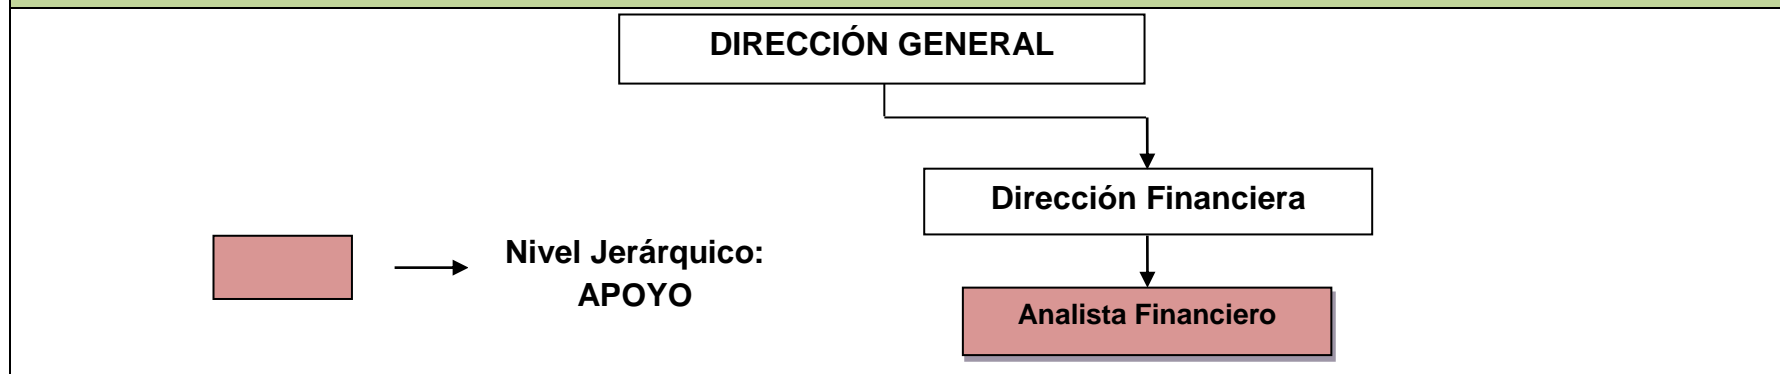 DIRECCIÓN GENERAL
Dirección Financiera
Nivel Jerárquico:
APOYO
Analista Financiero